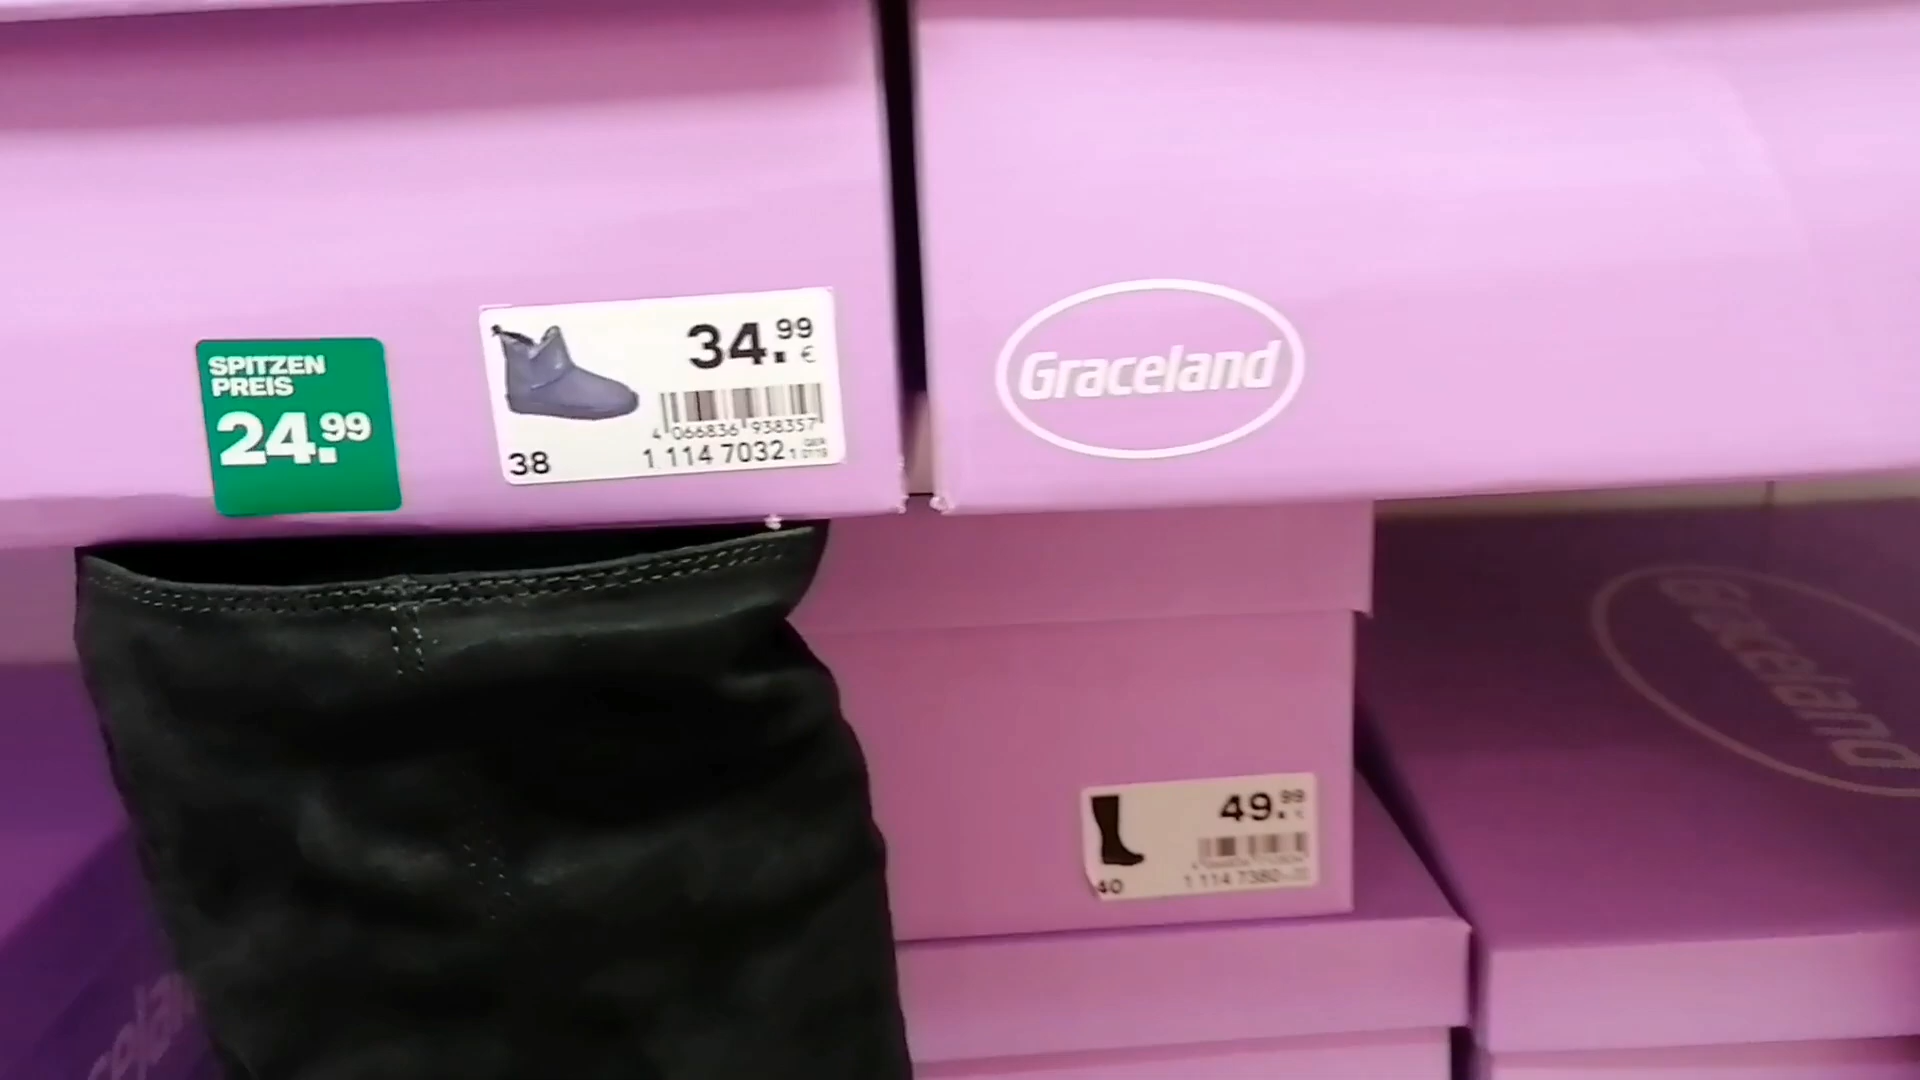 SPITZEN
PREIS
24.99
34.99
€
4 066836 938357
38
1 114 7032
Graceland
Graceland
49.99
40
1 114 7380